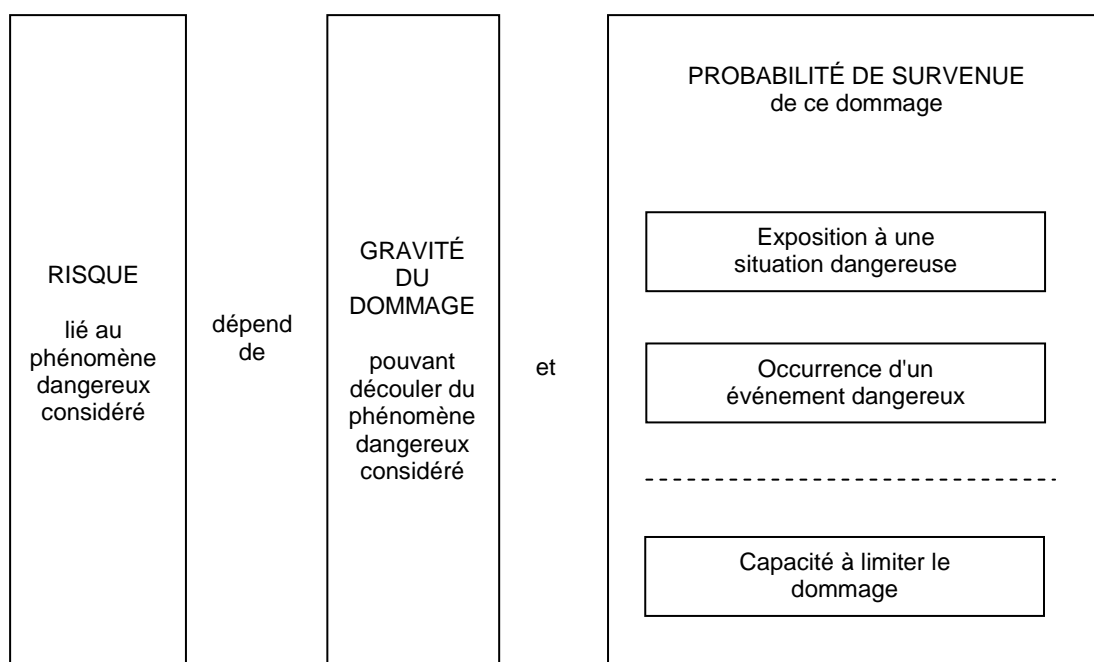 RISQUE
lié au
phénomène
dangereux
considéré
dépend
de
GRAVITÉ
DU
DOMMAGE
pouvant
découler du
phénomène
dangereux
considéré
et
PROBABILITÉ DE SURVENUE
de ce dommage
Exposition à une
situation dangereuse
Occurrence d'un
événement dangereux
Capacité à limiter le
dommage